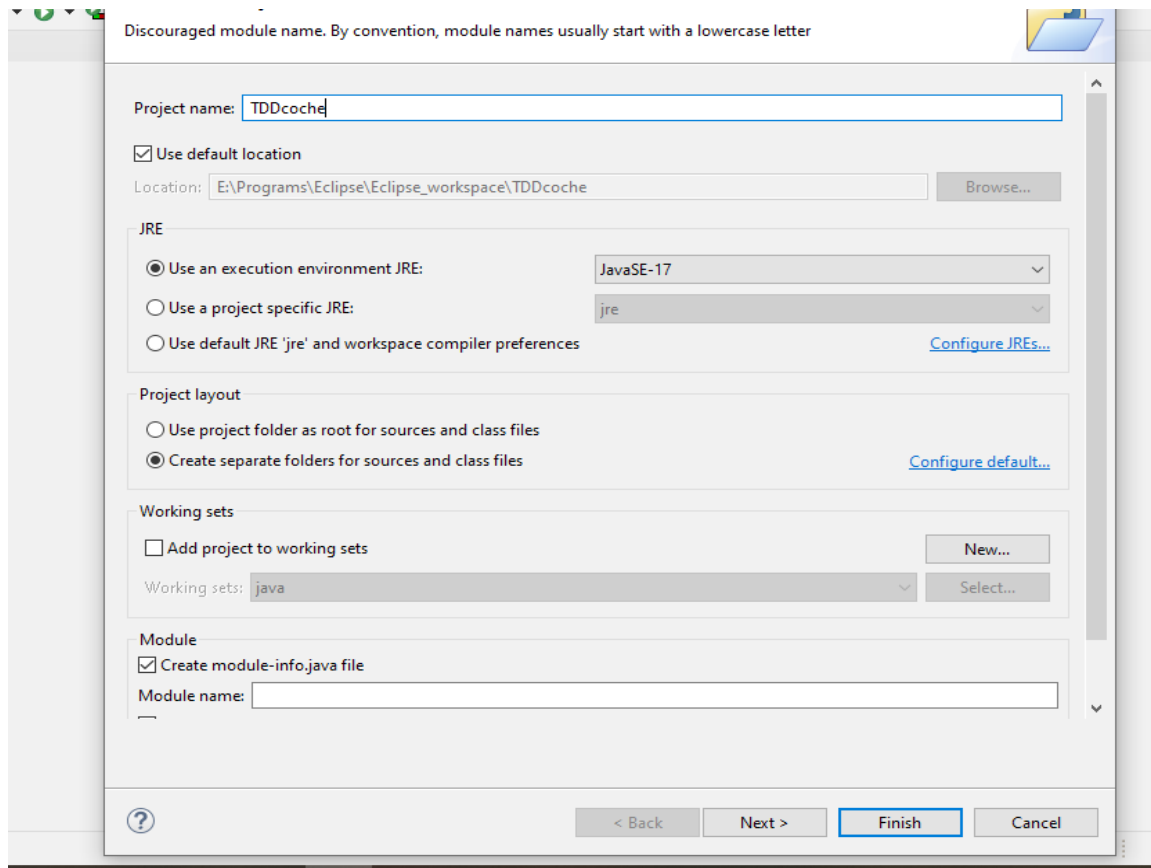 Discouraged module name. By convention, module names usually start with a lowercase letter
Project name: TDDcoche
Use default location
Location: E:\Programs\Eclipse\Eclipse_workspace\TDDcoche Browse...
JRE
Use an execution environment JRE: JavaSE-17
Use a project specific JRE: jre
Use default JRE 'jre' and workspace compiler preferences Configure JREs...
Project layout
Use project folder as root for sources and class files
Create separate folders for sources and class files Configure default...
Working sets
Add project to working sets New...
Working sets: java Select...
Module
Create module-info.java file
Module name:
? < Back Next > Finish Cancel